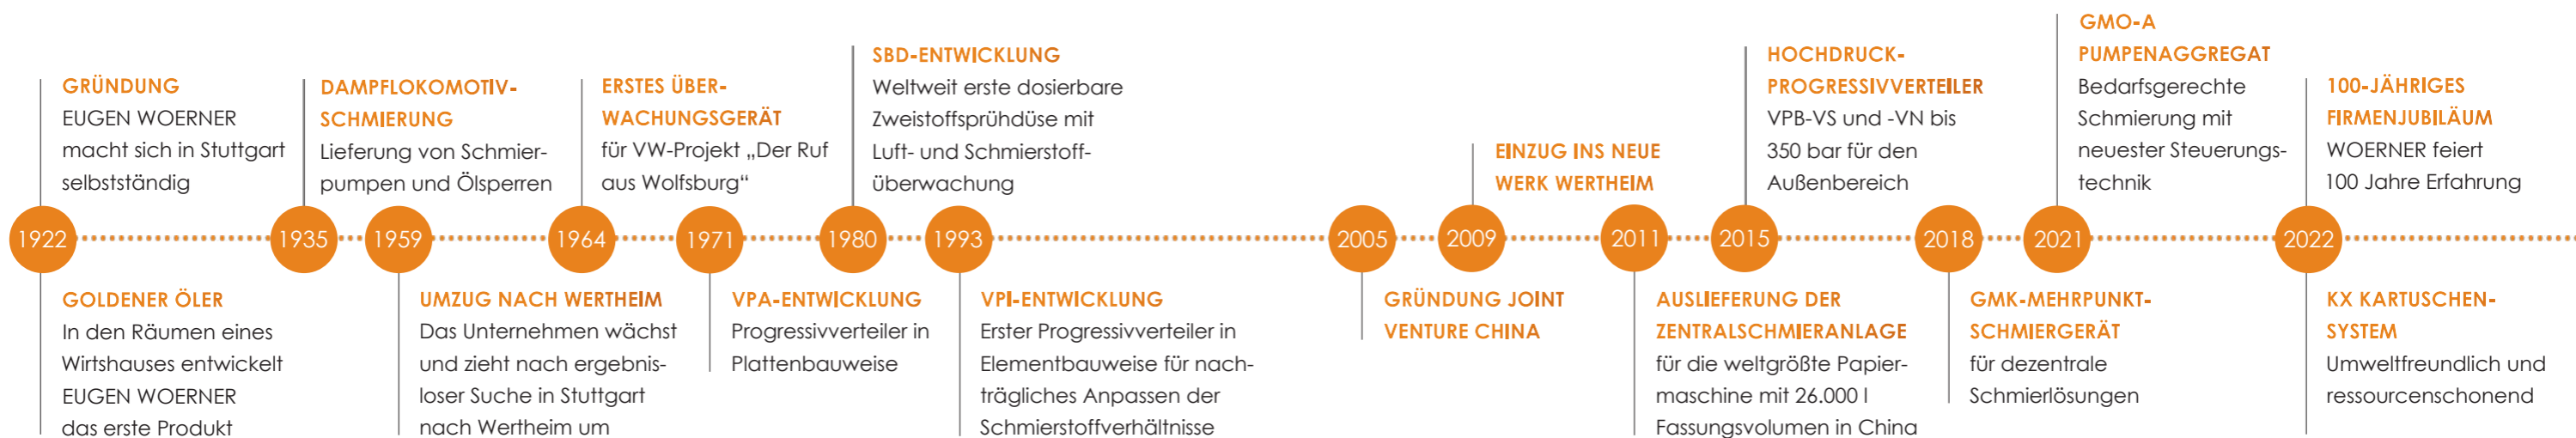 GRÜNDUNG
EUGEN WOERNER
macht sich in Stuttgart
selbstständig
1922
GOLDENER ÖLER
In den Räumen eines
Wirtshauses entwickelt
EUGEN WOERNER
das erste Produkt
DAMPFLOKOMOTIV-
SCHMIERUNG
Lieferung von Schmier-
pumpen und Ölsperren
1935
1959
UMZUG NACH WERTHEIM
Das Unternehmen wächst
und zieht nach ergebnis-
loser Suche in Stuttgart
nach Wertheim um
ERSTES ÜBER-
WACHUNGSGERÄT
für VW-Projekt „Der Ruf
aus Wolfsburg“
1964
1971
VPA-ENTWICKLUNG
Progressivverteiler in
Plattenbauweise
SBD-ENTWICKLUNG
Weltweit erste dosierbare
Zweistoffsprühdüse mit
Luft- und Schmierstoff-
überwachung
1980
1993
VPI-ENTWICKLUNG
Erster Progressivverteiler in
Elementbauweise für nach-
trägliches Anpassen der
Schmierstoffverhältnisse
2005
GRÜNDUNG JOINT
VENTURE CHINA
EINZUG INS NEUE
WERK WERTHEIM
2009
2011
AUSLIEFERUNG DER
ZENTRALSCHMIERANLAGE
für die weltgrößte Papier-
maschine mit 26.000 l
Fassungsvolumen in China
HOCHDRUCK-
PROGRESSIVVERTEILER
VPB-VS und -VN bis
350 bar für den
Außenbereich
2015
2018
GMK-MEHRPUNKT-
SCHMIERGERÄT
für dezentrale
Schmierlösungen
GMO-A
PUMPENAGGREGAT
Bedarfsgerechte
Schmierung mit
neuester Steuerungs-
technik
2021
100-JÄHRIGES
FIRMENJUBILÄUM
WOERNER feiert
100 Jahre Erfahrung
2022
KX KARTUSCHEN-
SYSTEM
Umweltfreundlich und
ressourcenschonend